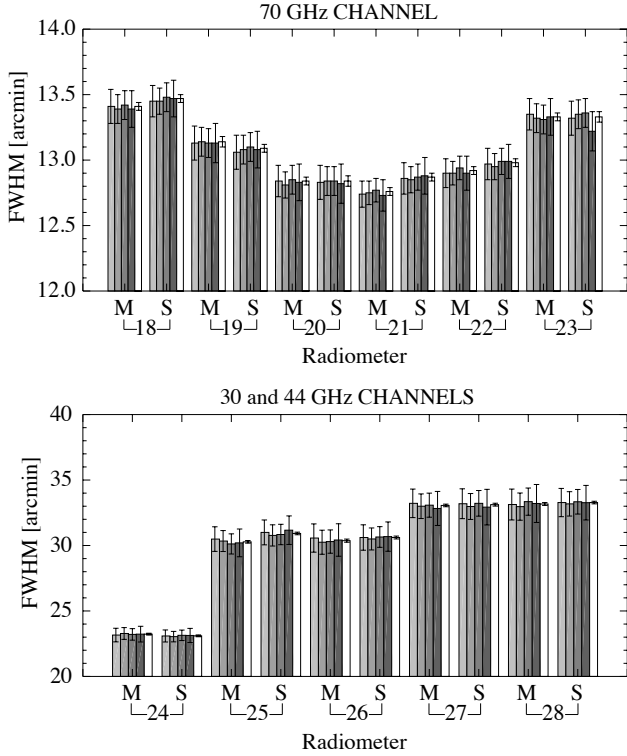 70 GHz CHANNEL
14.0
13.5
13.0
12.5
12.0
FWHM [arcmin]
M S M S M S M S M S M S
18 19 20 21 22 23
Radiometer
30 and 44 GHz CHANNELS
40
35
30
25
20
FWHM [arcmin]
M S M S M S M S M S
24 25 26 27 28
Radiometer